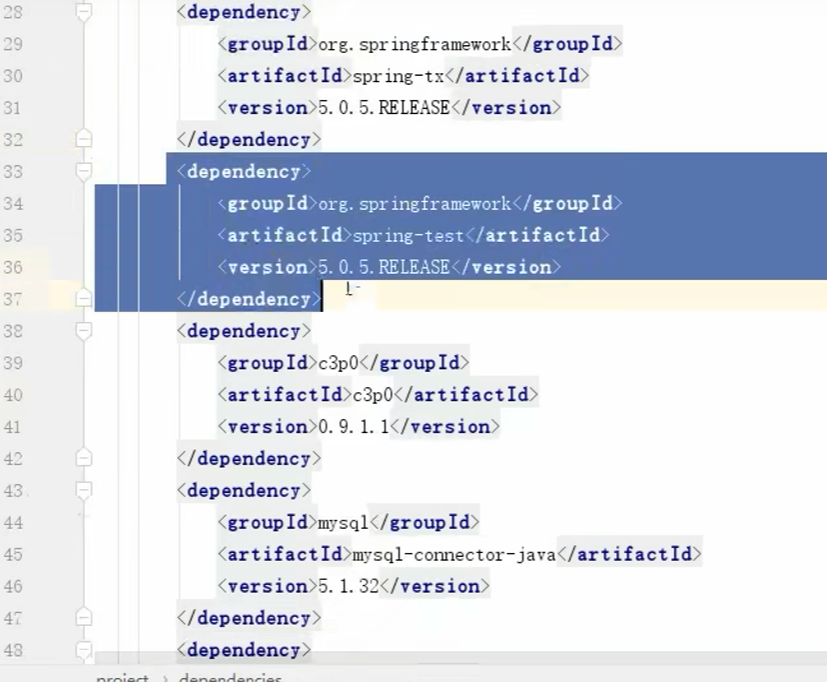 28 <dependency>
29 <groupId>org.springframework</groupId>
30 <artifactId>spring-tx</artifactId>
31 <version>5.0.5.RELEASE</version>
32 </dependency>
33 <dependency>
34 <groupId>org.springframework</groupId>
35 <artifactId>spring-test</artifactId>
36 <version>5.0.5.RELEASE</version>
37 </dependency>
38 <dependency>
39 <groupId>c3p0</groupId>
40 <artifactId>c3p0</artifactId>
41 <version>0.9.1.1</version>
42 </dependency>
43 <dependency>
44 <groupId>mysql</groupId>
45 <artifactId>mysql-connector-java</artifactId>
46 <version>5.1.32</version>
47 </dependency>
48 <dependency>
project › dependencies